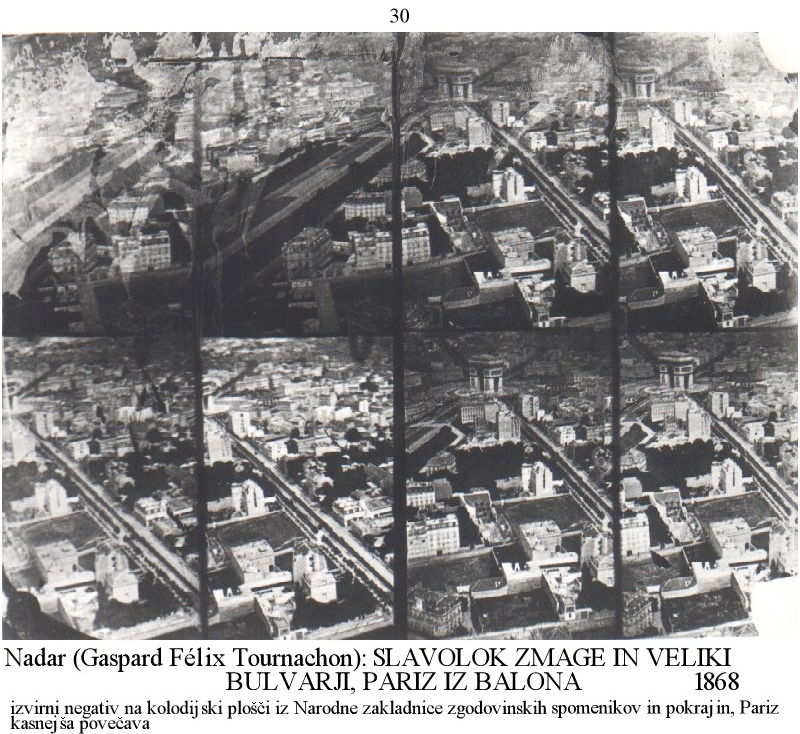 30
Nadar (Gaspard Félix Tournachon): SLAVOLOK ZMAGE IN VELIKI
BULVARJI, PARIZ IZ BALONA 1868
izvirni negativ na kolodijski plošči iz Narodne zakladnice zgodovinskih spomenikov in pokrajin, Pariz
kasnejša povečava